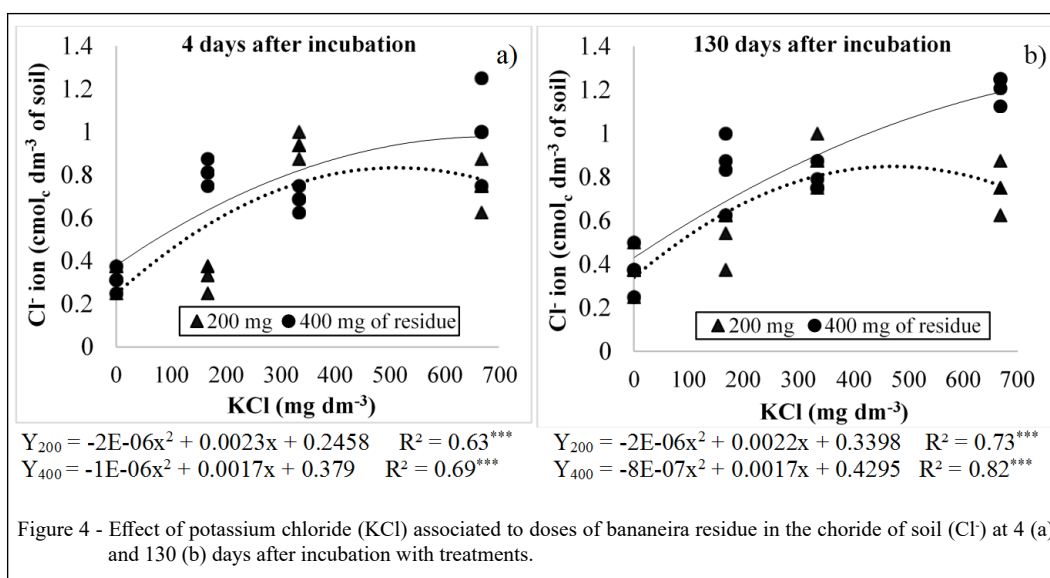 4 days after incubation
a)
Cl- ion (cmolc dm-3 of soil)
1.4
1.2
1
0.8
0.6
0.4
0.2
0
▲ 200 mg ● 400 mg of residue
0 100 200 300 400 500 600 700
KCl (mg dm-3)
130 days after incubation
b)
Cl- ion (cmolc dm-3 of soil)
1.4
1.2
1
0.8
0.6
0.4
0.2
0
▲ 200 mg ● 400 mg of residue
0 100 200 300 400 500 600 700
KCl (mg dm-3)
Y200 = -2E-06x² + 0.0023x + 0.2458 R² = 0.63***
Y400 = -1E-06x² + 0.0017x + 0.379 R² = 0.69***
Y200 = -2E-06x² + 0.0022x + 0.3398 R² = 0.73***
Y400 = -8E-07x² + 0.0017x + 0.4295 R² = 0.82***
Figure 4 - Effect of potassium chloride (KCl) associated to doses of bananeira residue in the choride of soil (Cl-) at 4 (a)
and 130 (b) days after incubation with treatments.